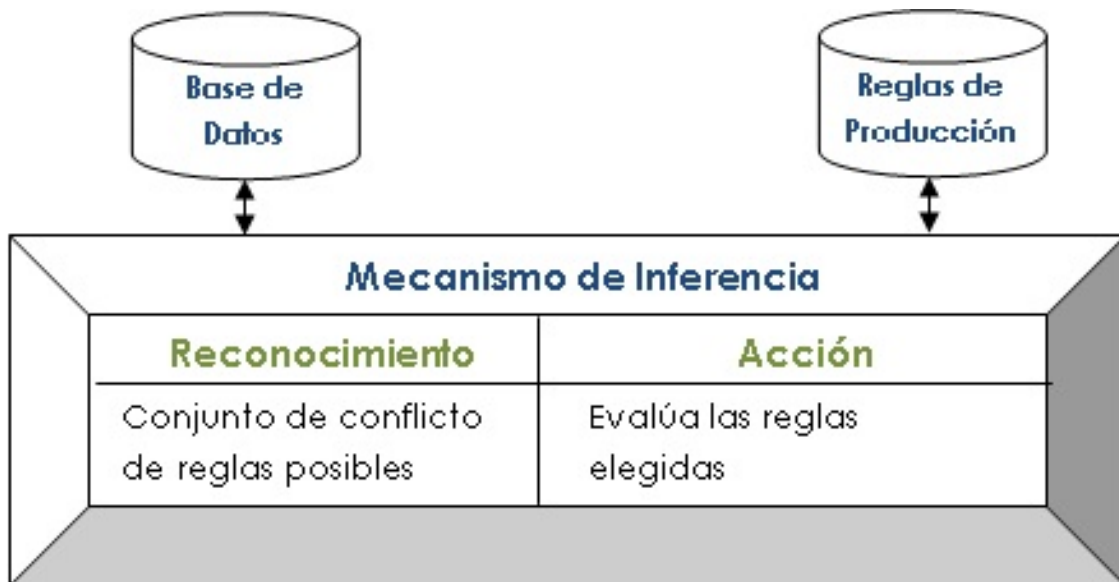 Base de
Datos
Reglas de
Producción
Mecanismo de Inferencia
Reconocimiento
Acción
Conjunto de conflicto
de reglas posibles
Evalúa las reglas
elegidas